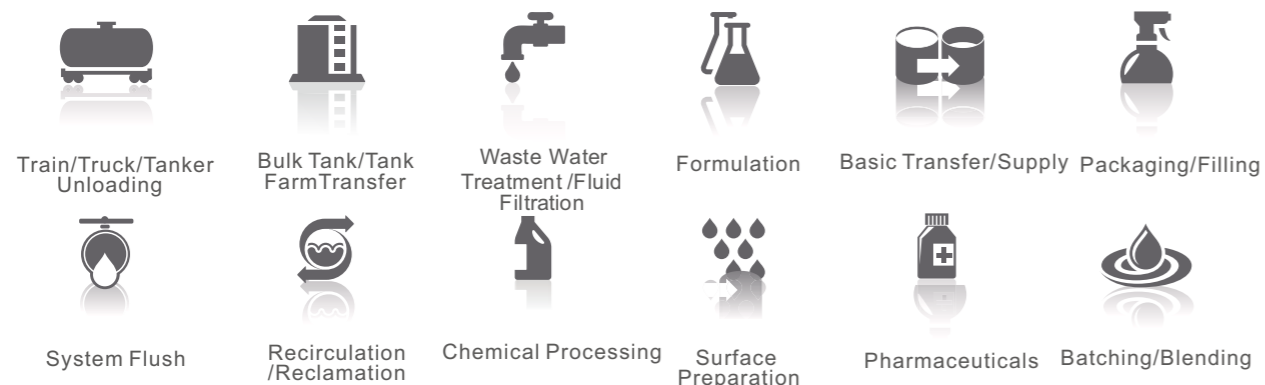 Train/Truck/Tanker
Unloading
Bulk Tank/Tank
FarmTransfer
Waste Water
Treatment /Fluid
Filtration
Formulation
Basic Transfer/Supply
Packaging/Filling
System Flush
Recirculation
/Reclamation
Chemical Processing
Surface
Preparation
Pharmaceuticals
Batching/Blending